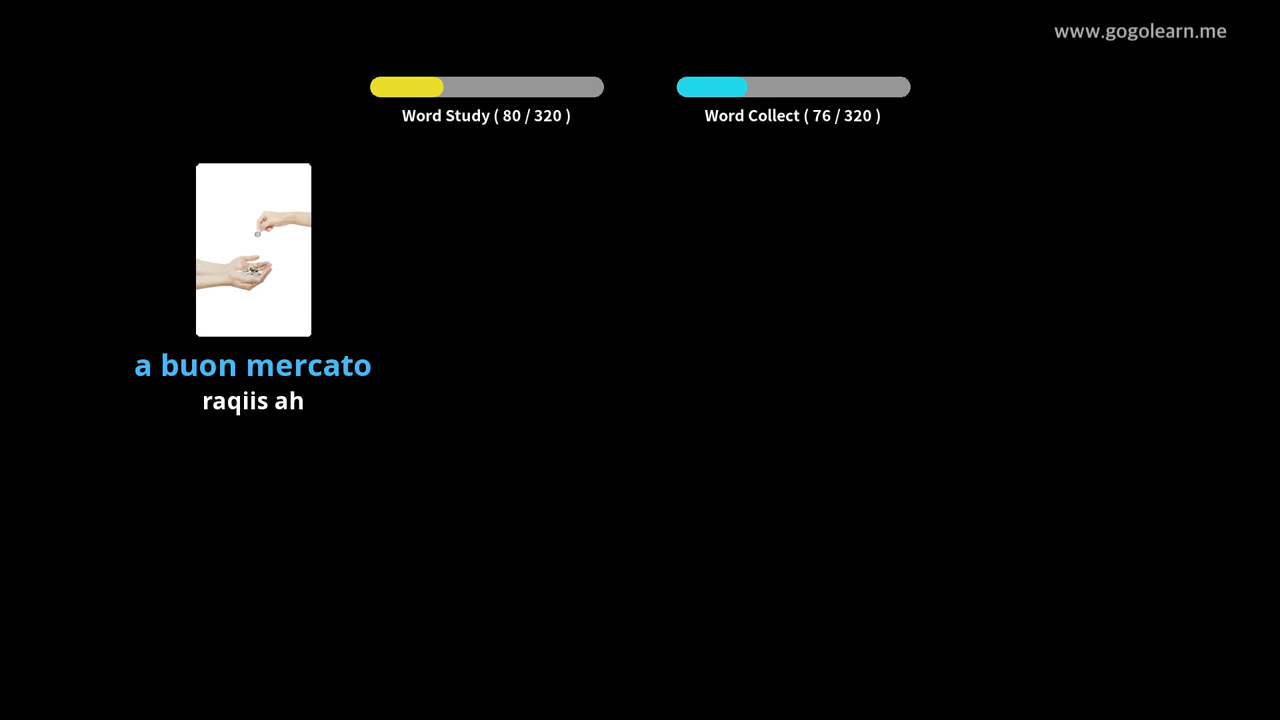 www.gogolearn.me
Word Study ( 80 / 320 )
Word Collect ( 76 / 320 )
a buon mercato
raqiis ah